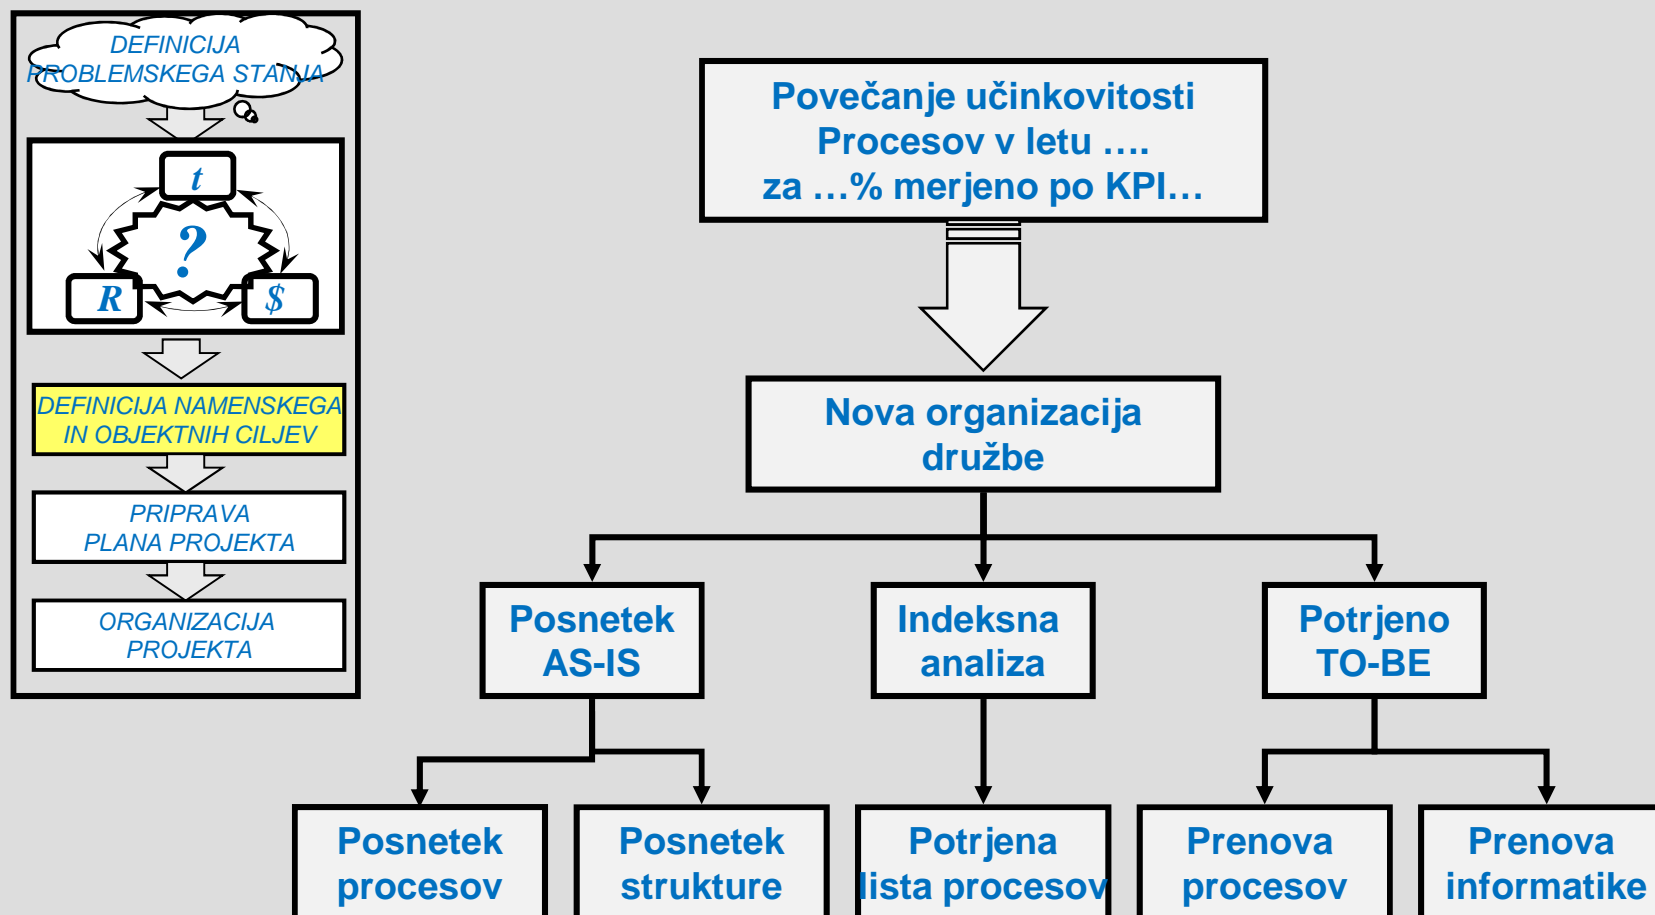 DEFINICIJA
PROBLEMSKEGA STANJA
t
?
R
$
DEFINICIJA NAMENSKEGA
IN OBJEKTNIH CILJEV
PRIPRAVA
PLANA PROJEKTA
ORGANIZACIJA
PROJEKTA
Povečanje učinkovitosti
Procesov v letu ....
za ...% merjeno po KPI...
Nova organizacija
družbe
Posnetek
AS-IS
Indeksna
analiza
Potrjeno
TO-BE
Posnetek
procesov
Posnetek
strukture
Potrjena
lista procesov
Prenova
procesov
Prenova
informatike